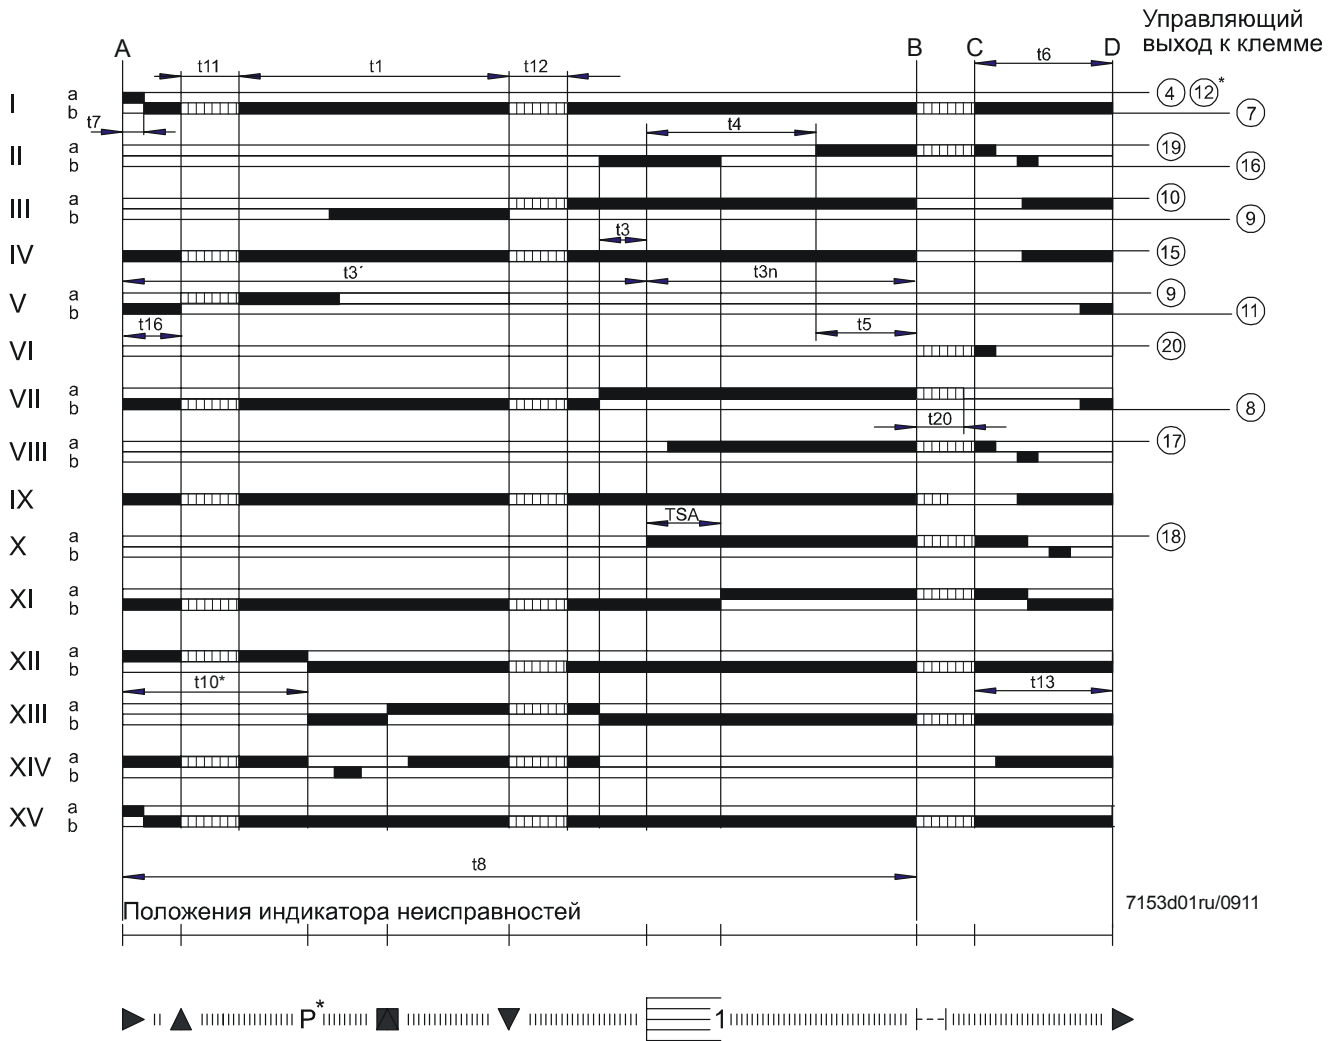 Управляющий
выход к клемме
A B C D
t11 t1 t12 t6
I a b 4 12* 7
t7 t4
II a b 19 16
III a b 10 9
t3
IV 15
t3´ t3n
V a b 9 11
t16 t5
VI 20
VII a b 8
t20
VIII a b 17
IX
TSA
X a b 18
XI a b
XII a b
t10* t13
XIII a b
XIV a b
XV a b
t8
7153d01ru/0911
Положения индикатора неисправностей
P* 1